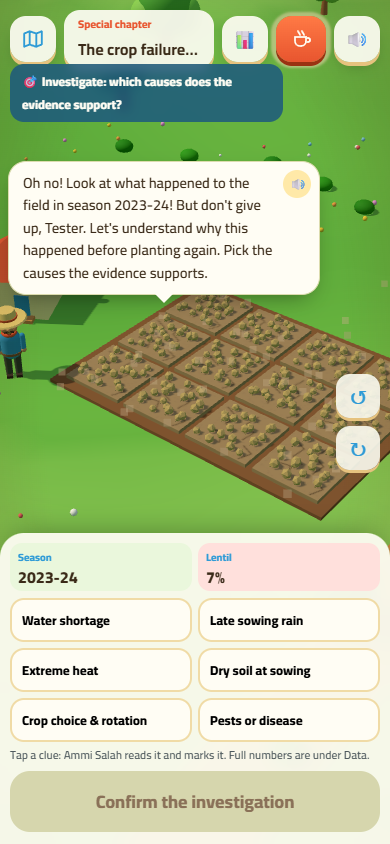 Special chapter
The crop failure...
🎯 Investigate: which causes does the
evidence support?
Oh no! Look at what happened to the
field in season 2023-24! But don't give
up, Tester. Let's understand why this
happened before planting again. Pick the
causes the evidence supports.
Season
2023-24
Lentil
7%
Water shortage
Late sowing rain
Extreme heat
Dry soil at sowing
Crop choice & rotation
Pests or disease
Tap a clue: Ammi Salah reads it and marks it. Full numbers are under Data.
Confirm the investigation